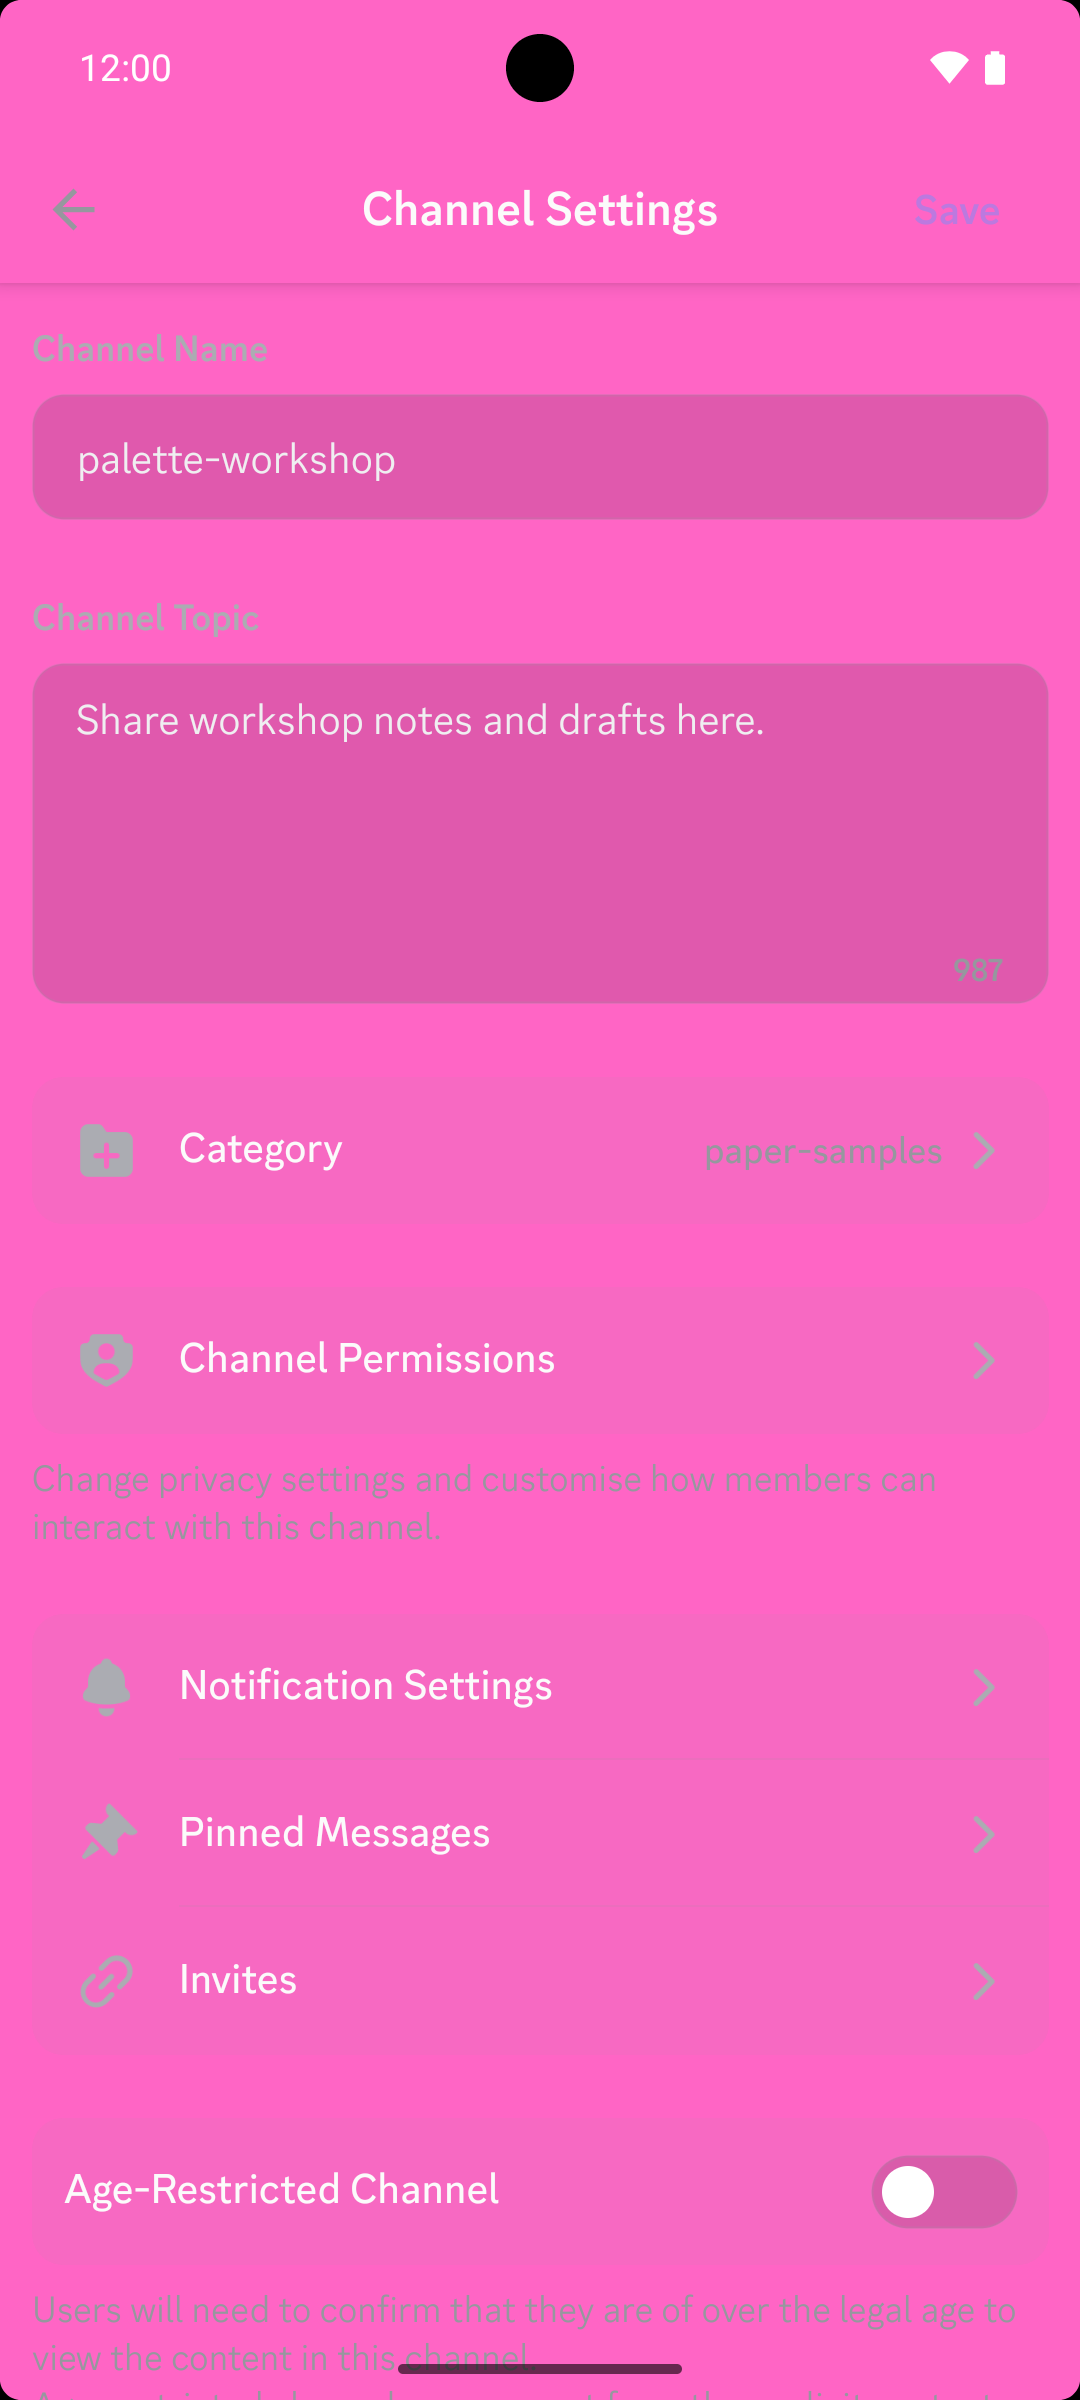 12:00
Channel Settings
Save
Channel Name
palette-workshop
Channel Topic
Share workshop notes and drafts here.
987
Category
paper-samples
Channel Permissions
Change privacy settings and customise how members can
interact with this channel.
Notification Settings
Pinned Messages
Invites
Age-Restricted Channel
Users will need to confirm that they are of over the legal age to
view the content in this channel